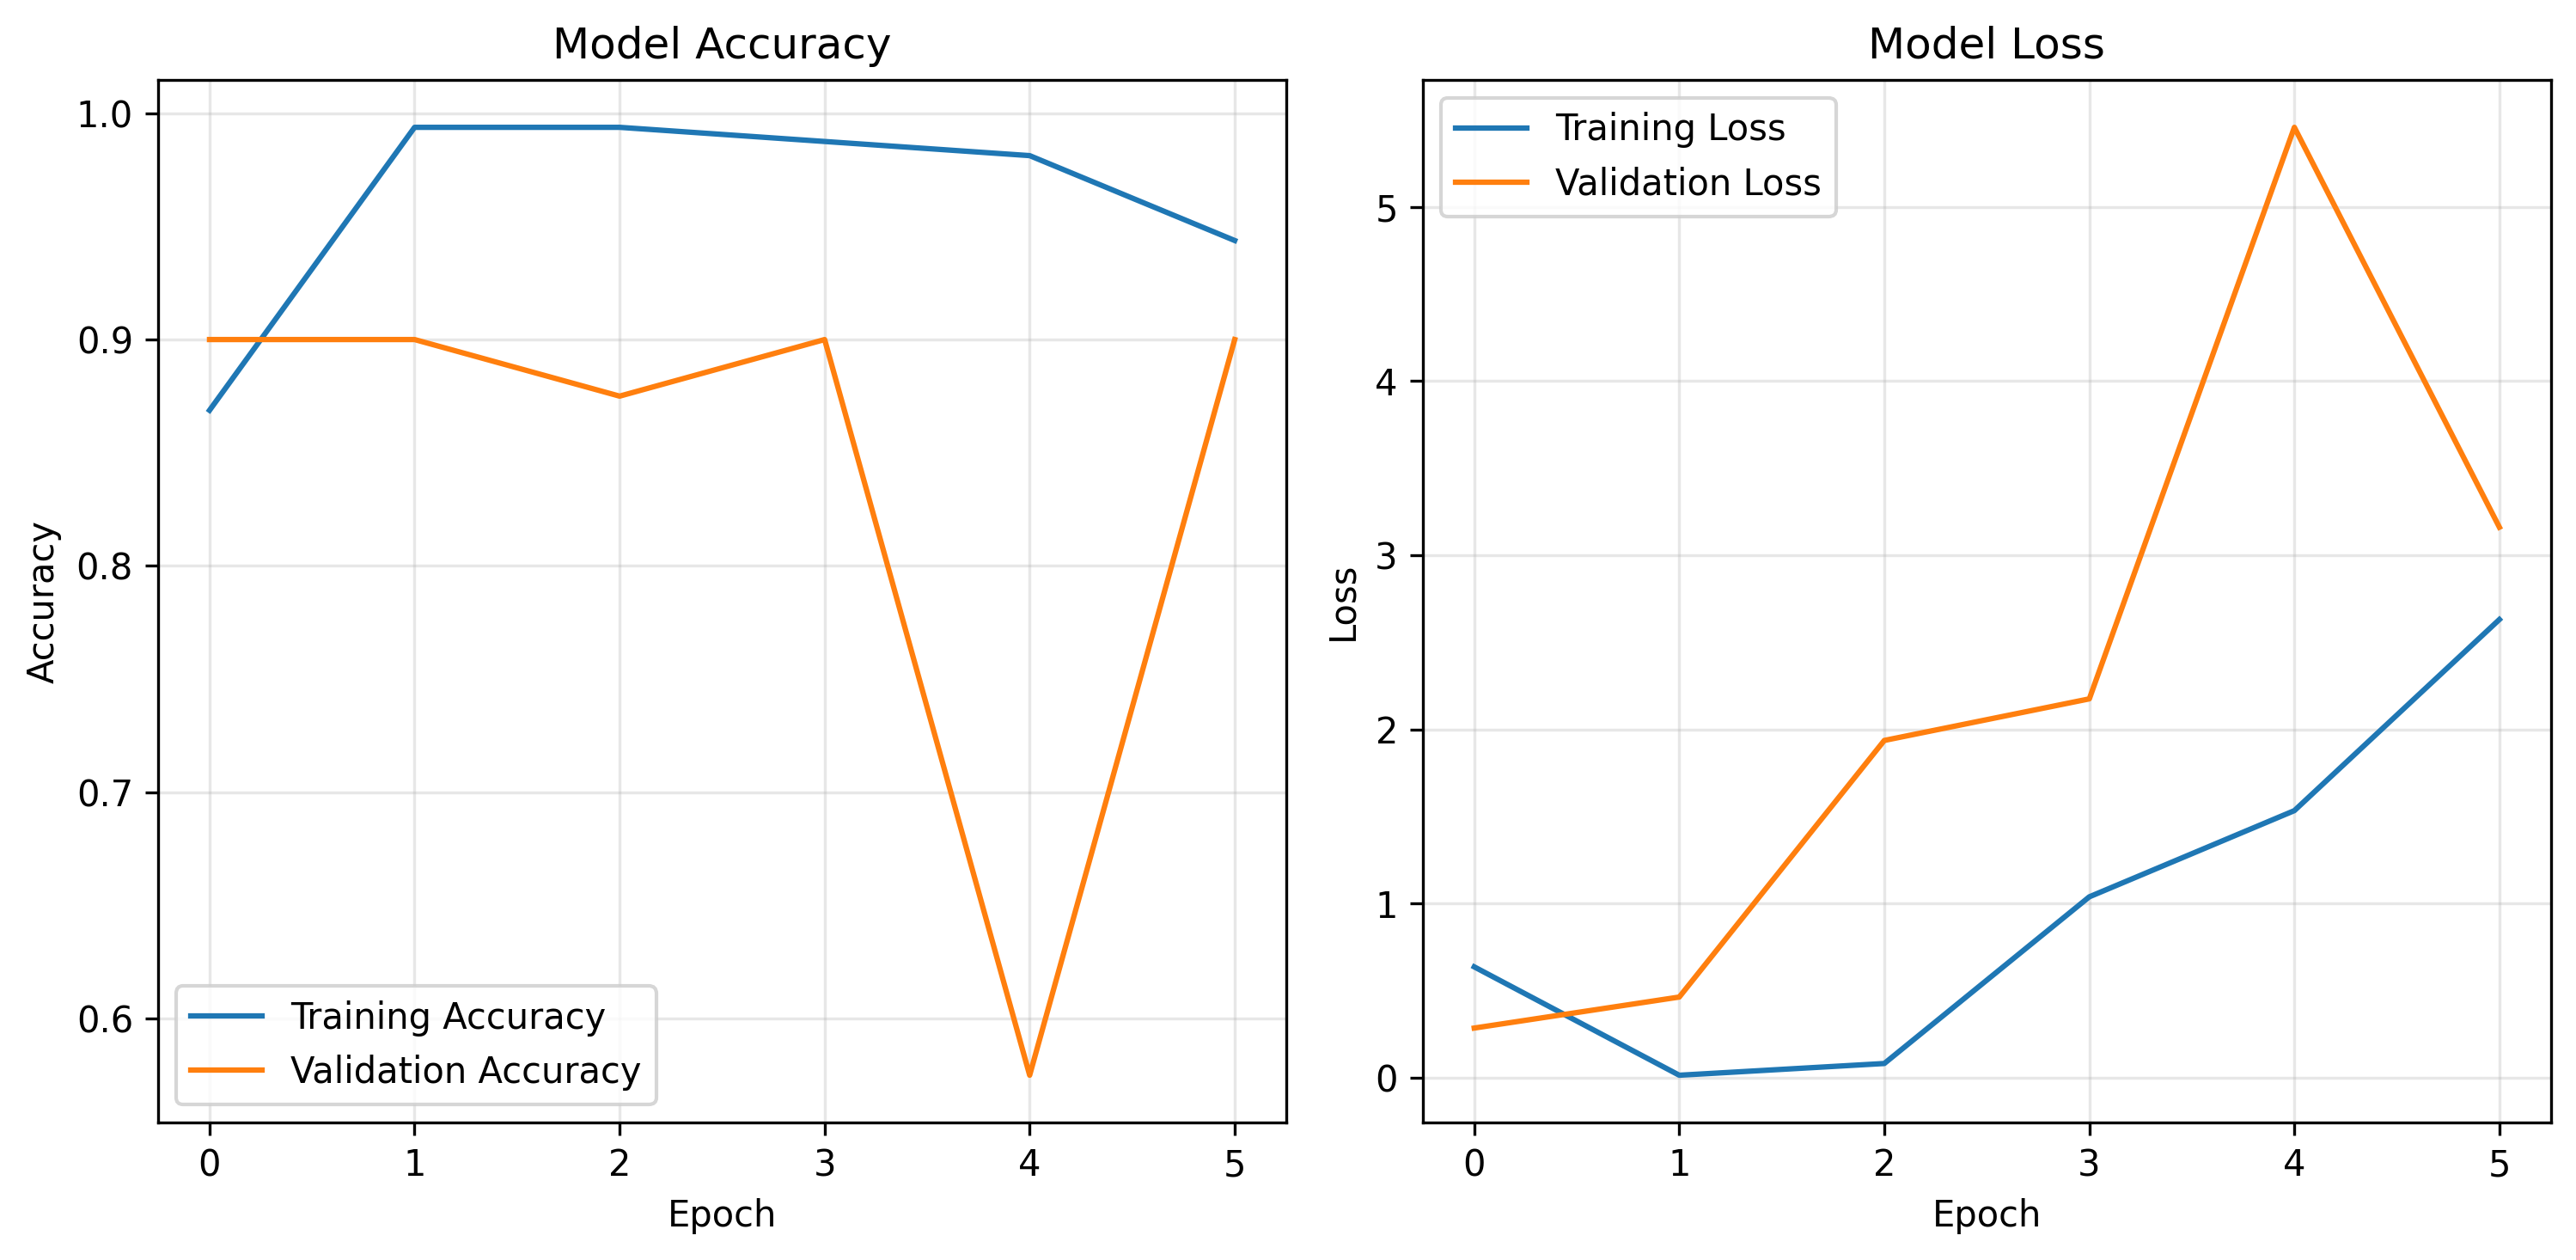 Model Accuracy
1.0
0.9
0.8
0.7
0.6
Accuracy
Training Accuracy
Validation Accuracy
0 1 2 3 4 5
Epoch
Model Loss
Training Loss
Validation Loss
5
4
3
2
1
0
Loss
0 1 2 3 4 5
Epoch